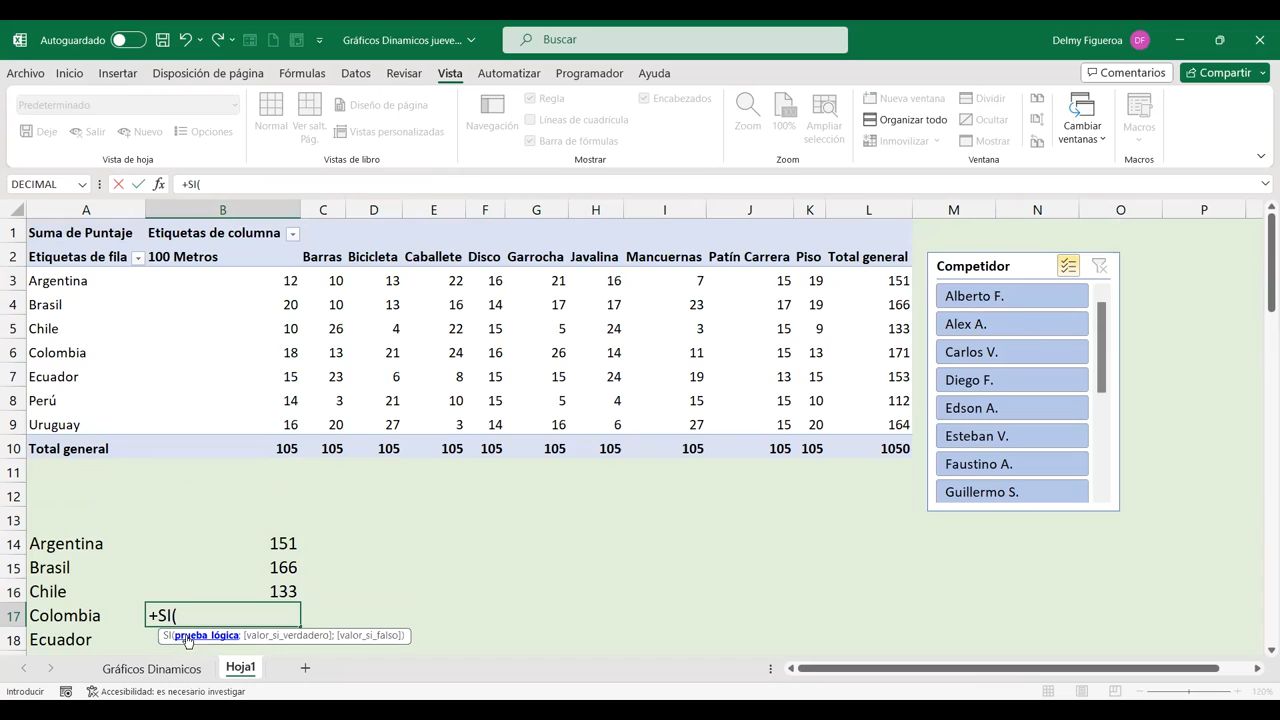 Autoguardado
Gráficos Dinamicos jueve...
Buscar
Delmy Figueroa DF
Archivo Inicio Insertar Disposición de página Fórmulas Datos Revisar Vista Automatizar Programador Ayuda
Comentarios Compartir
Predeterminado
Deje Salir Nuevo Opciones
Vista de hoja
Normal
Ver salt. Pág.
Diseño de página
Vistas personalizadas
Vistas de libro
Navegación
Regla
Líneas de cuadrícula
Barra de fórmulas
Encabezados
Mostrar
Zoom
100%
Ampliar selección
Zoom
Nueva ventana
Organizar todo
Inmovilizar
Dividir
Ocultar
Mostrar
Cambiar ventanas
Ventana
Macros
Macros
DECIMAL fx +SI(
A B C D E F G H I J K L M N O P
1 Suma de Puntaje Etiquetas de columna
2 Etiquetas de fila 100 Metros Barras Bicicleta Caballete Disco Garrocha Javalina Mancuernas Patín Carrera Piso Total general
3 Argentina 12 10 13 22 16 21 16 7 15 19 151
4 Brasil 20 10 13 16 14 17 17 23 17 19 166
5 Chile 10 26 4 22 15 5 24 3 15 9 133
6 Colombia 18 13 21 24 16 26 14 11 15 13 171
7 Ecuador 15 23 6 8 15 15 24 19 13 15 153
8 Perú 14 3 21 10 15 5 4 15 15 10 112
9 Uruguay 16 20 27 3 14 16 6 27 15 20 164
10 Total general 105 105 105 105 105 105 105 105 105 105 1050
11
12
13
14 Argentina 151
15 Brasil 166
16 Chile 133
17 Colombia +SI(
SI(prueba_lógica; [valor_si_verdadero]; [valor_si_falso])
18 Ecuador
Competidor
Alberto F.
Alex A.
Carlos V.
Diego F.
Edson A.
Esteban V.
Faustino A.
Guillermo S.
Gráficos Dinamicos Hoja1
Introducir Accesibilidad: es necesario investigar 120%